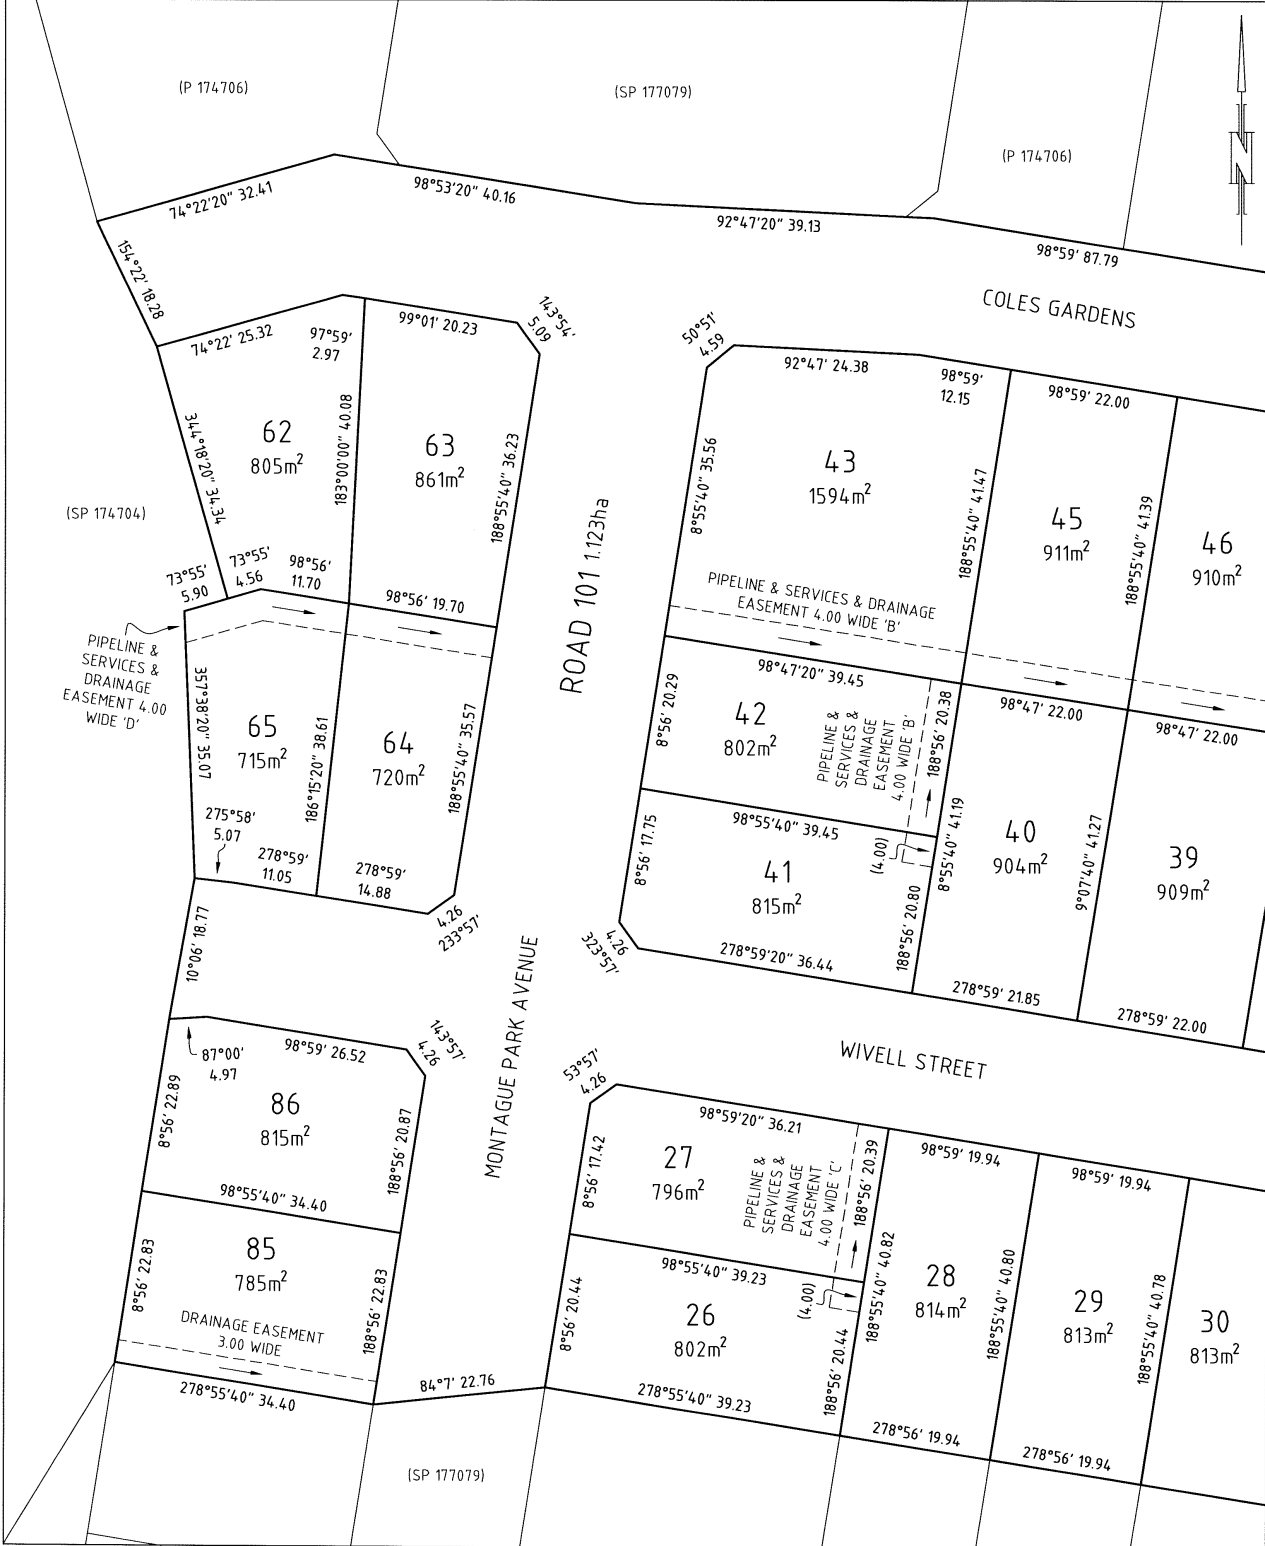 (P 174706)
(SP 177079)
(P 174706)
N
74°22'20" 32.41
98°53'20" 40.16
92°47'20" 39.13
98°59' 87.79
COLES GARDENS
154°22' 18.28
74°22' 25.32
97°59'
2.97
99°01' 20.23
143°54'
5.09
50°51'
4.59
92°47' 24.38
98°59'
12.15
98°59' 22.00
344°18'20" 34.34
62
805m²
183°00'00" 40.08
63
861m²
188°55'40" 36.23
8°55'40" 35.56
43
1594m²
188°55'40" 41.47
45
911m²
188°55'40" 41.39
46
910m²
(SP 174704)
ROAD 101 1.123ha
73°55'
5.90
73°55'
4.56
98°56'
11.70
98°56' 19.70
PIPELINE & SERVICES & DRAINAGE
EASEMENT 4.00 WIDE 'B'
PIPELINE &
SERVICES &
DRAINAGE
EASEMENT 4.00
WIDE 'D'
357°38'20" 35.07
65
715m²
186°15'20" 38.61
64
720m²
188°55'40" 35.57
8°56' 20.29
98°47'20" 39.45
42
802m²
PIPELINE &
SERVICES &
DRAINAGE
EASEMENT
4.00 WIDE 'B'
188°56' 20.38
98°47' 22.00
98°47' 22.00
275°58'
5.07
278°59'
11.05
278°59'
14.88
4.26
233°57'
8°56' 17.75
98°55'40" 39.45
41
815m²
(4.00)
188°56' 20.80
8°55'40" 41.19
40
904m²
9°07'40" 41.27
39
909m²
10°06' 18.77
4.26
323°57'
278°59'20" 36.44
278°59' 21.85
278°59' 22.00
MONTAGUE PARK AVENUE
WIVELL STREET
87°00'
4.97
98°59' 26.52
143°57'
4.26
53°57'
4.26
8°56' 22.89
86
815m²
188°56' 20.87
98°59'20" 36.21
8°56' 17.42
27
796m²
PIPELINE &
SERVICES &
DRAINAGE
EASEMENT
4.00 WIDE 'C'
188°56' 20.39
98°59' 19.94
98°59' 19.94
98°55'40" 34.40
85
785m²
8°56' 22.83
188°56' 22.83
DRAINAGE EASEMENT
3.00 WIDE
98°55'40" 39.23
(4.00)
8°56' 20.44
26
802m²
188°56' 20.44
188°55'40" 40.82
28
814m²
188°55'40" 40.80
29
813m²
188°55'40" 40.78
30
813m²
278°55'40" 34.40
84°7' 22.76
278°55'40" 39.23
278°56' 19.94
278°56' 19.94
(SP 177079)